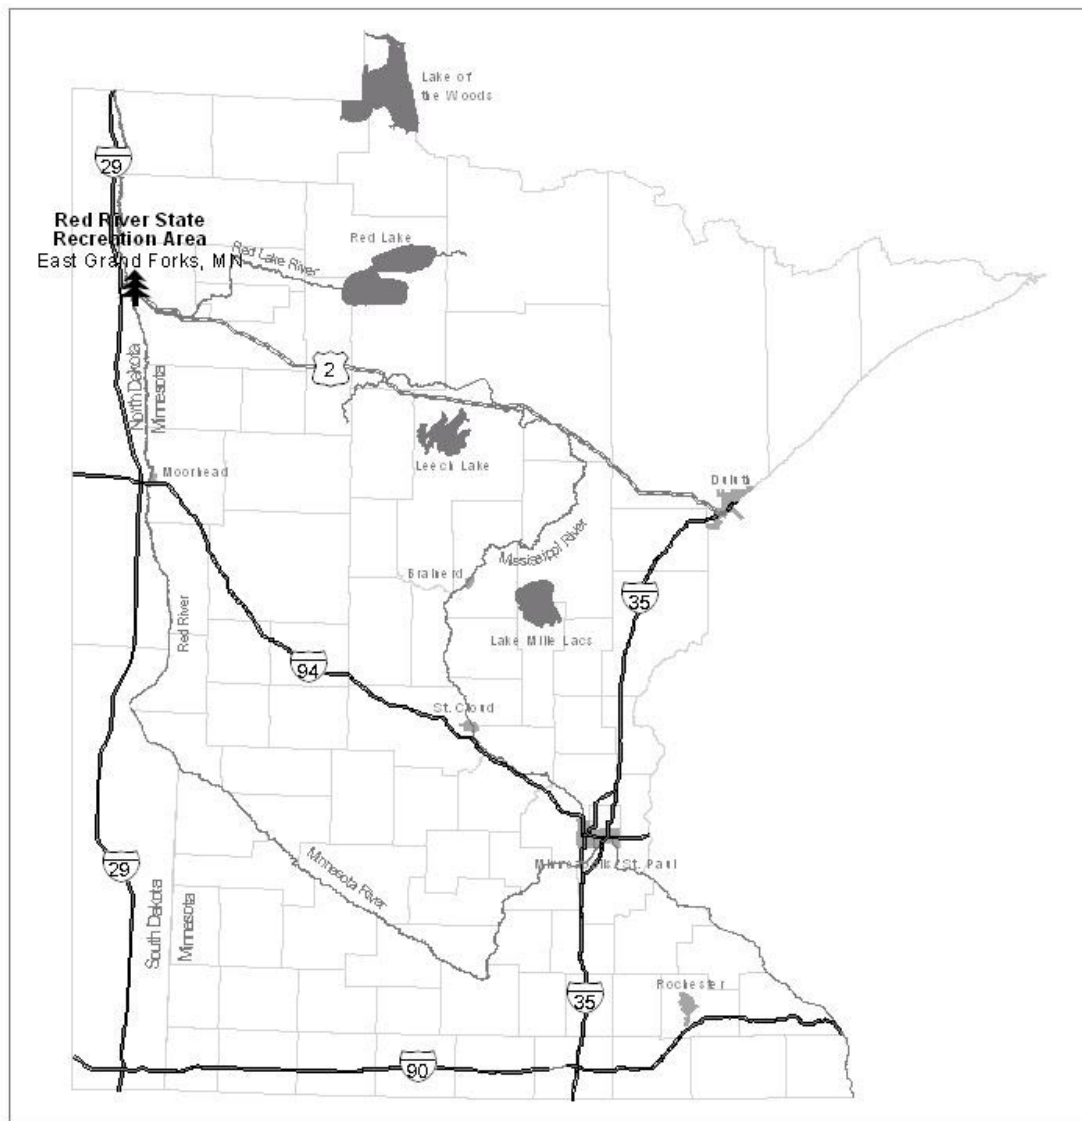 Lake of
the Woods
29
Red River State
Recreation Area
East Grand Forks, MN
Red Lake River
Red Lake
2
North Dakota
Minnesota
Leech Lake
Moorhead
Duluth
Mississippi River
Brainerd
35
Red River
Lake Mille Lacs
94
St. Cloud
Minneapolis/St. Paul
29
Minnesota River
South Dakota
Minnesota
Rochester
35
90